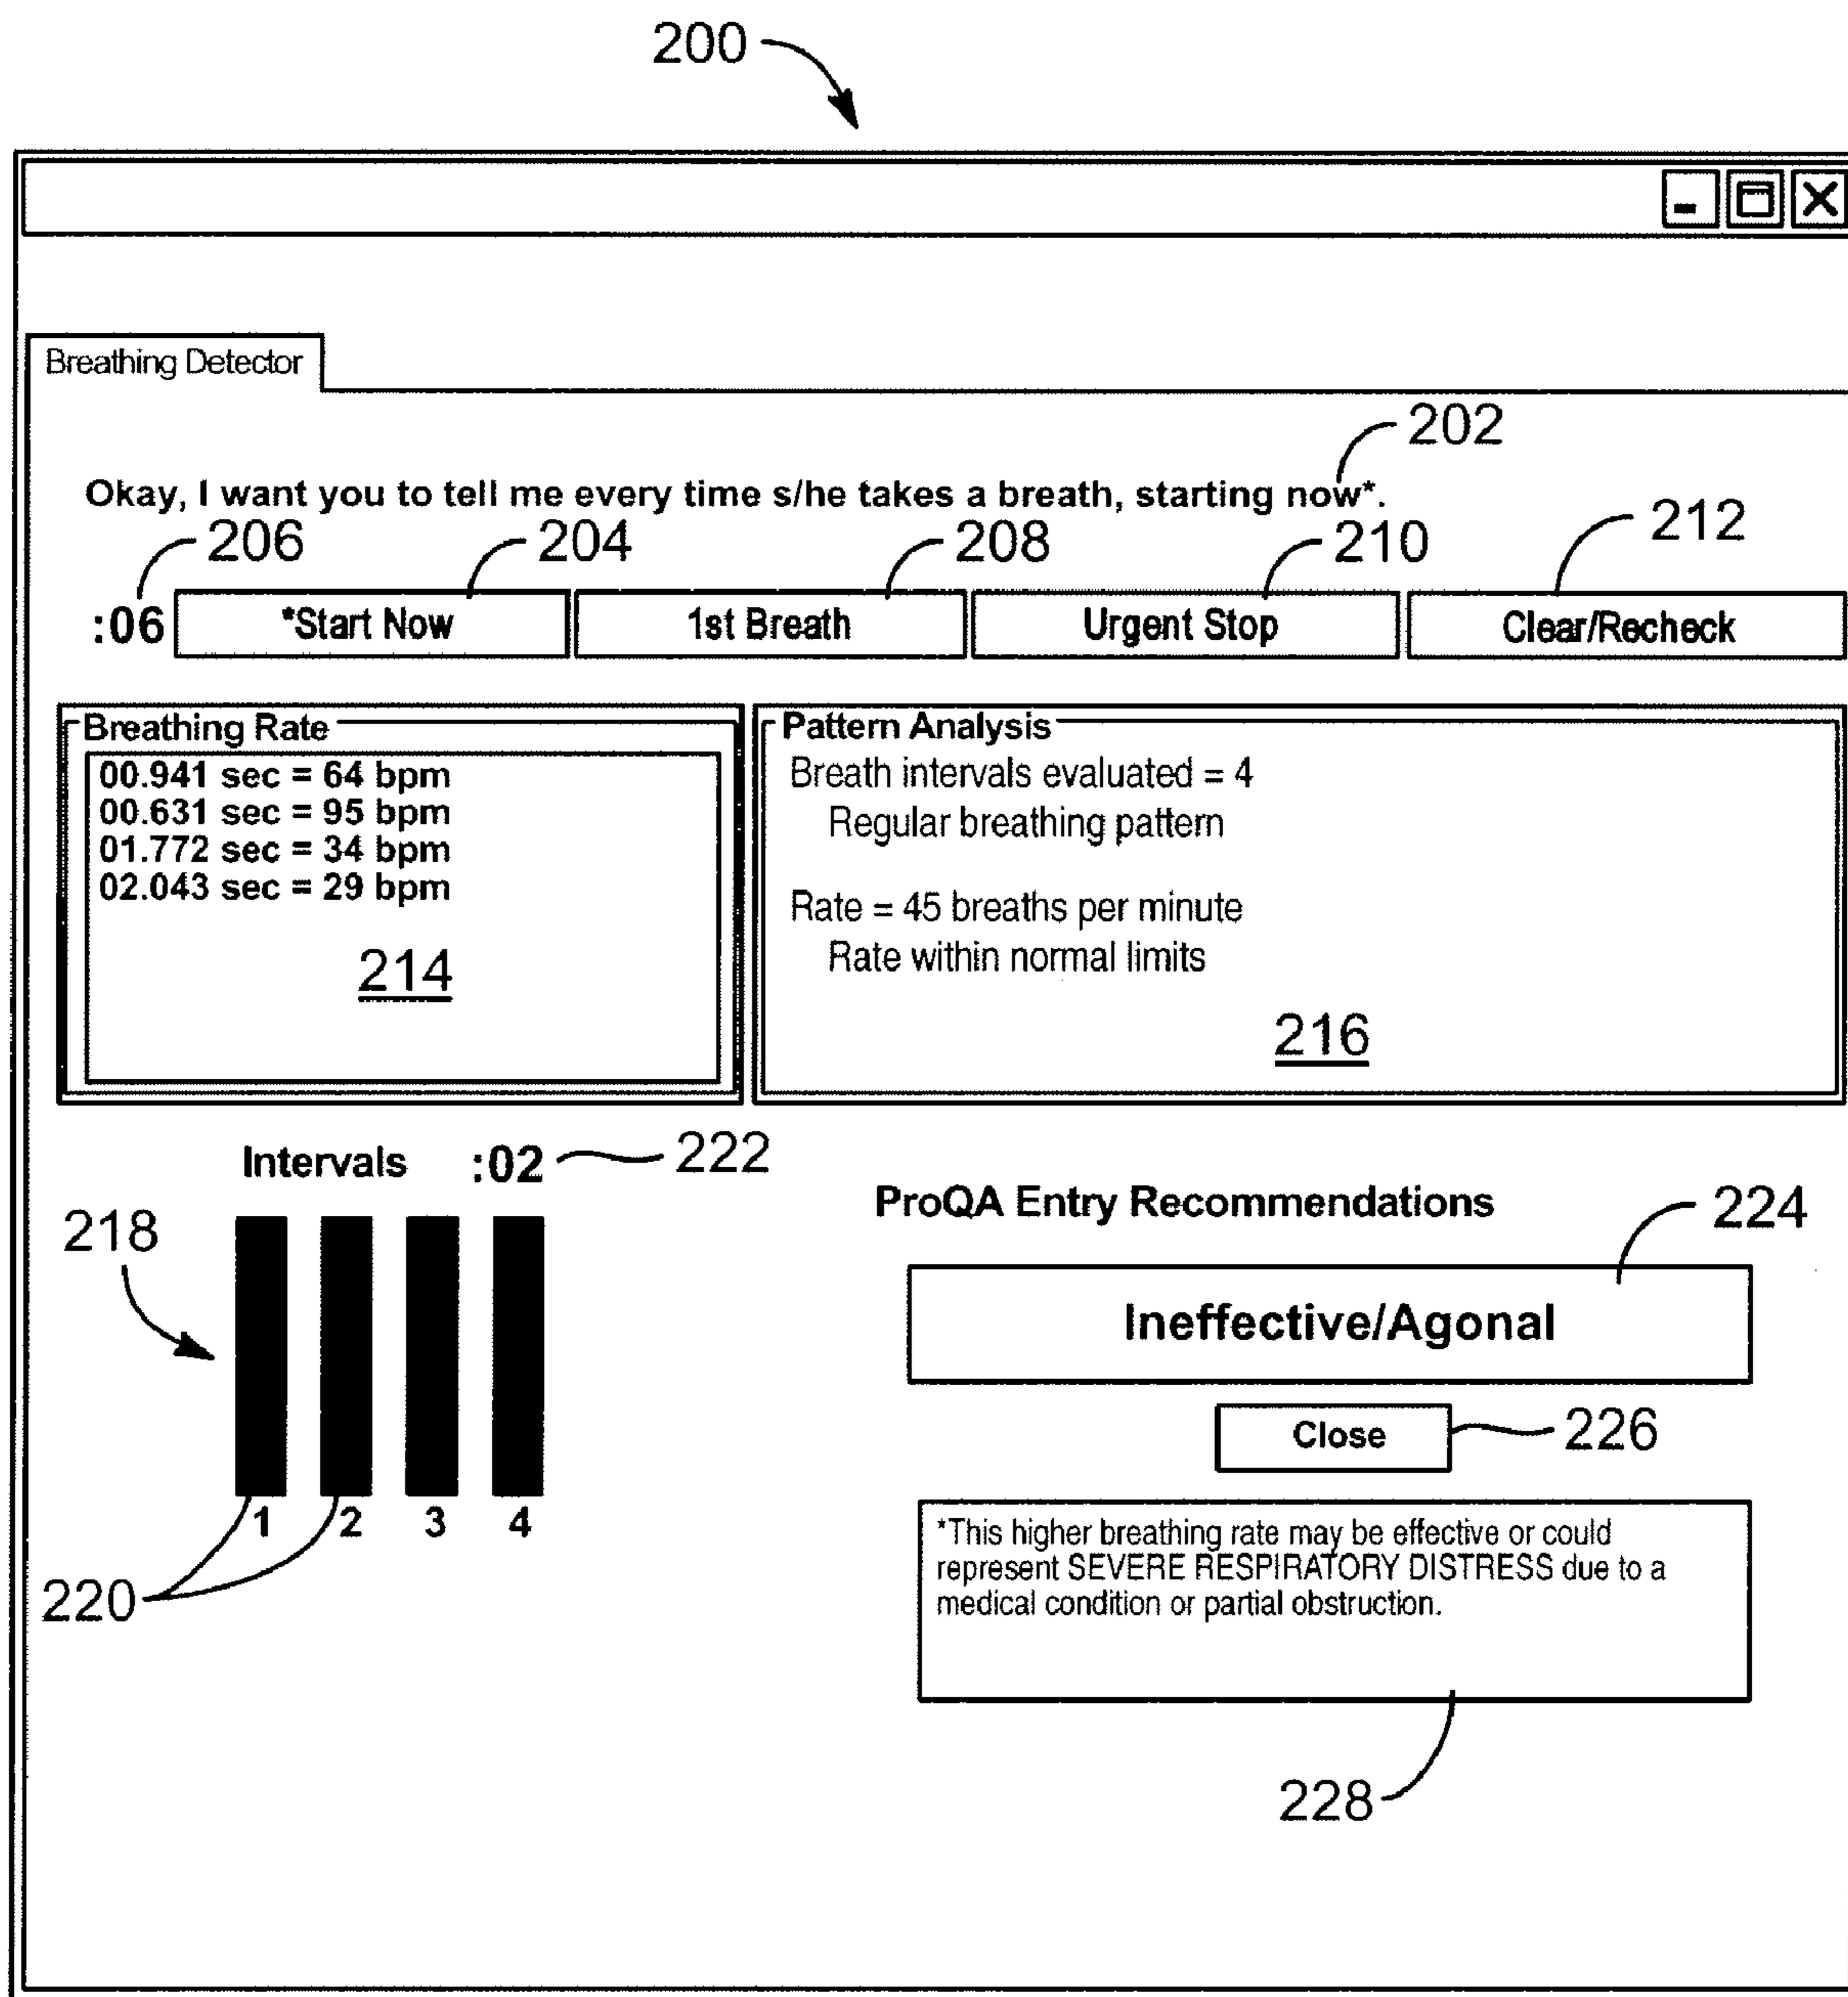 200
Breathing Detector
202
Okay, I want you to tell me every time s/he takes a breath, starting now*.
206 204 208 210 212
:06 *Start Now 1st Breath Urgent Stop Clear/Recheck
Breathing Rate
00.941 sec = 64 bpm
00.631 sec = 95 bpm
01.772 sec = 34 bpm
02.043 sec = 29 bpm
214
Pattern Analysis
Breath intervals evaluated = 4
Regular breathing pattern
Rate = 45 breaths per minute
Rate within normal limits
216
Intervals :02 222
218
1 2 3 4
220
ProQA Entry Recommendations
224
Ineffective/Agonal
Close 226
*This higher breathing rate may be effective or could
represent SEVERE RESPIRATORY DISTRESS due to a
medical condition or partial obstruction.
228